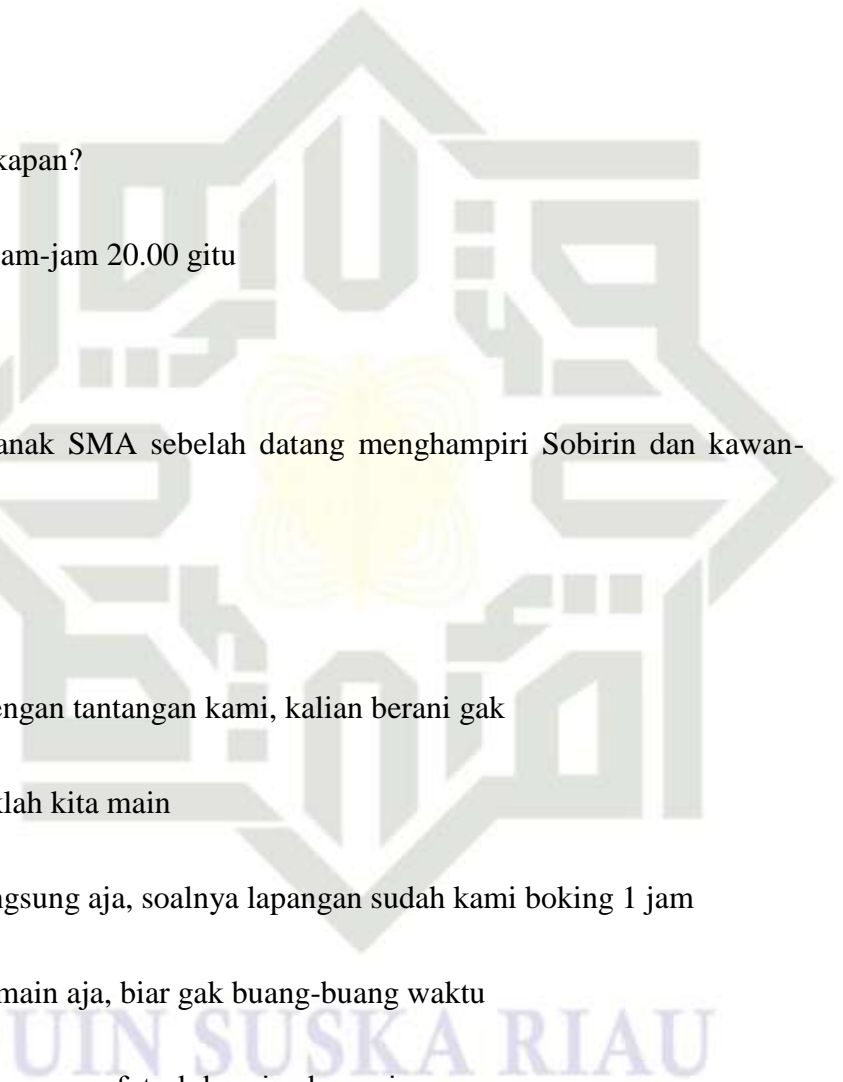 kapan?
jam-jam 20.00 gitu
anak SMA sebelah datang menghampiri Sobirin dan kawan-
engan tantangan kami, kalian berani gak
klah kita main
ngsung aja, soalnya lapangan sudah kami boking 1 jam
main aja, biar gak buang-buang waktu
UIN SUSKA RIAU